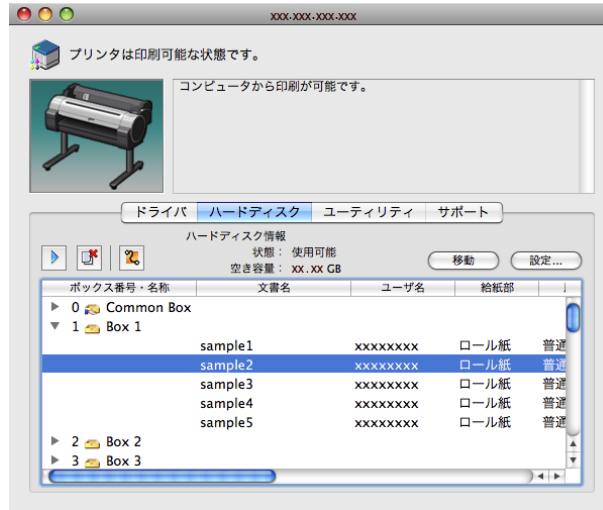 xxx.xxx.xxx.xxx
プリンタは印刷可能な状態です。
コンピュータから印刷が可能です。
ドライバ ハードディスク ユーティリティ サポート
ハードディスク情報
状態： 使用可能
空き容量： xx.xx GB
移動 設定...
ボックス番号・名称 文書名 ユーザ名 給紙部
0 Common Box
1 Box 1
sample1 xxxxxxxx ロール紙 普通
sample2 xxxxxxxx ロール紙 普通
sample3 xxxxxxxx ロール紙 普通
sample4 xxxxxxxx ロール紙 普通
sample5 xxxxxxxx ロール紙 普通
2 Box 2
3 Box 3